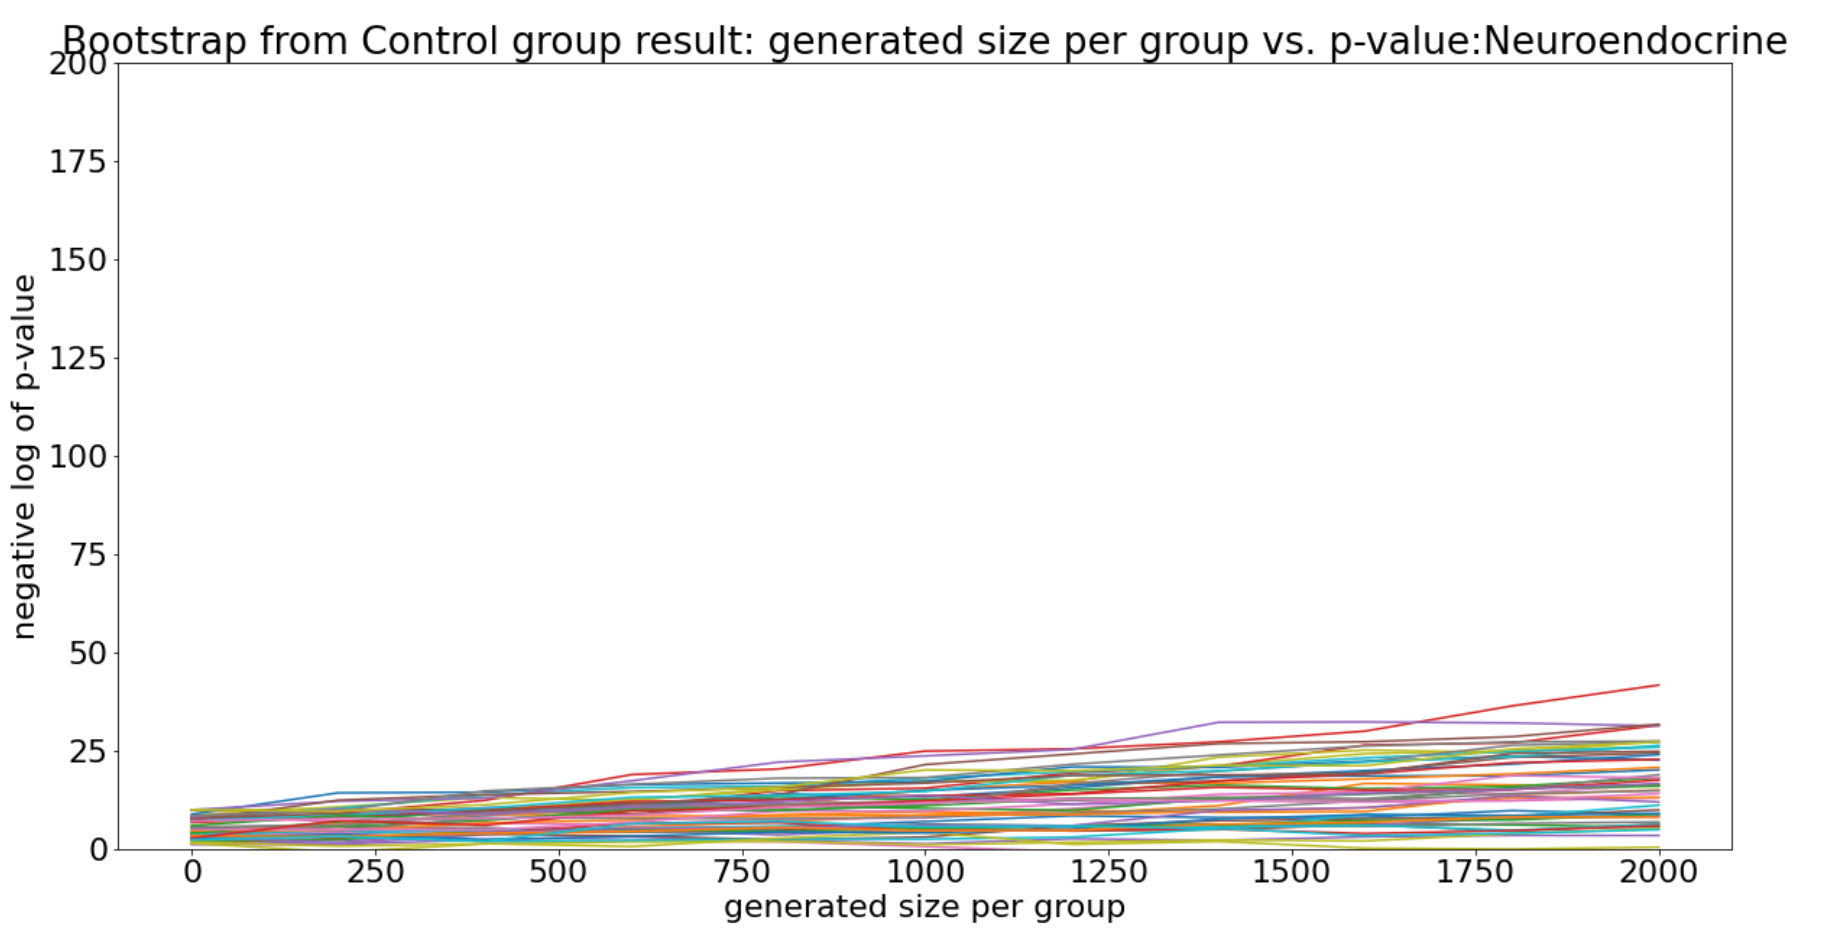 Bootstrap from Control group result: generated size per group vs. p-value:Neuroendocrine
200
175
150
125
100
75
50
25
0
negative log of p-value
0 250 500 750 1000 1250 1500 1750 2000
generated size per group